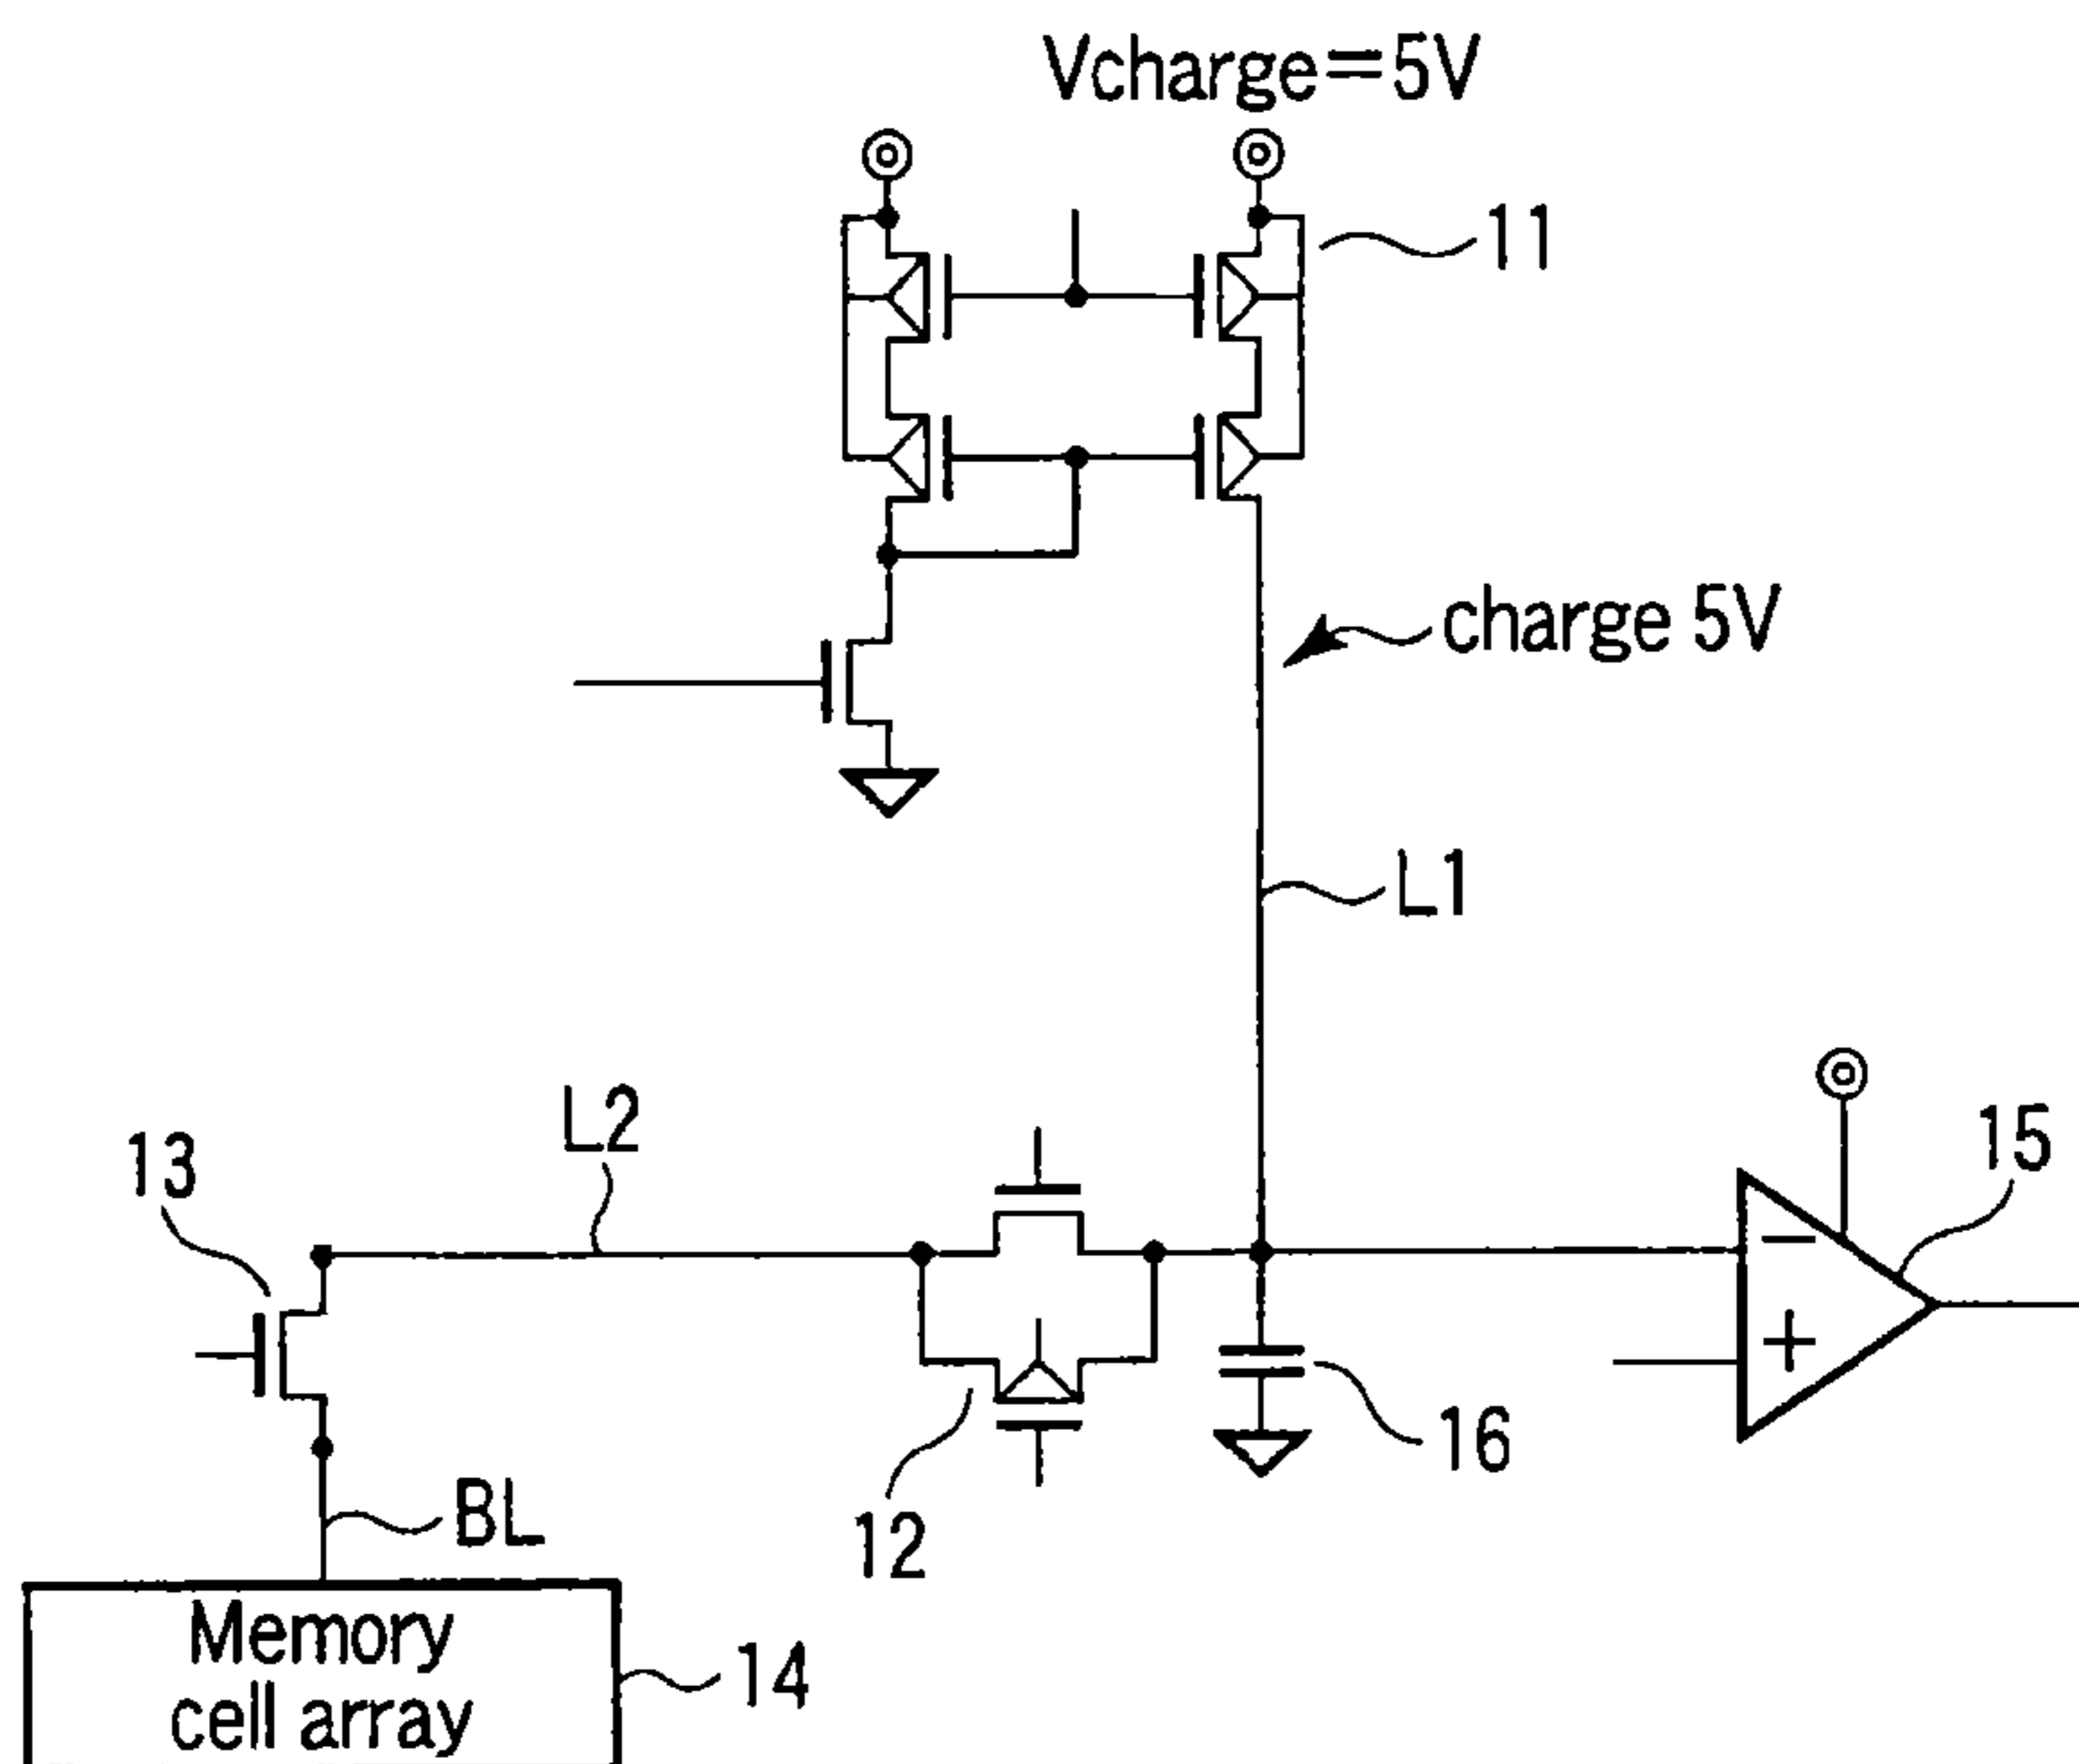 Vcharge=5V
11
charge 5V
L1
L2
13
15
−
+
16
12
BL
Memory
cell array
14